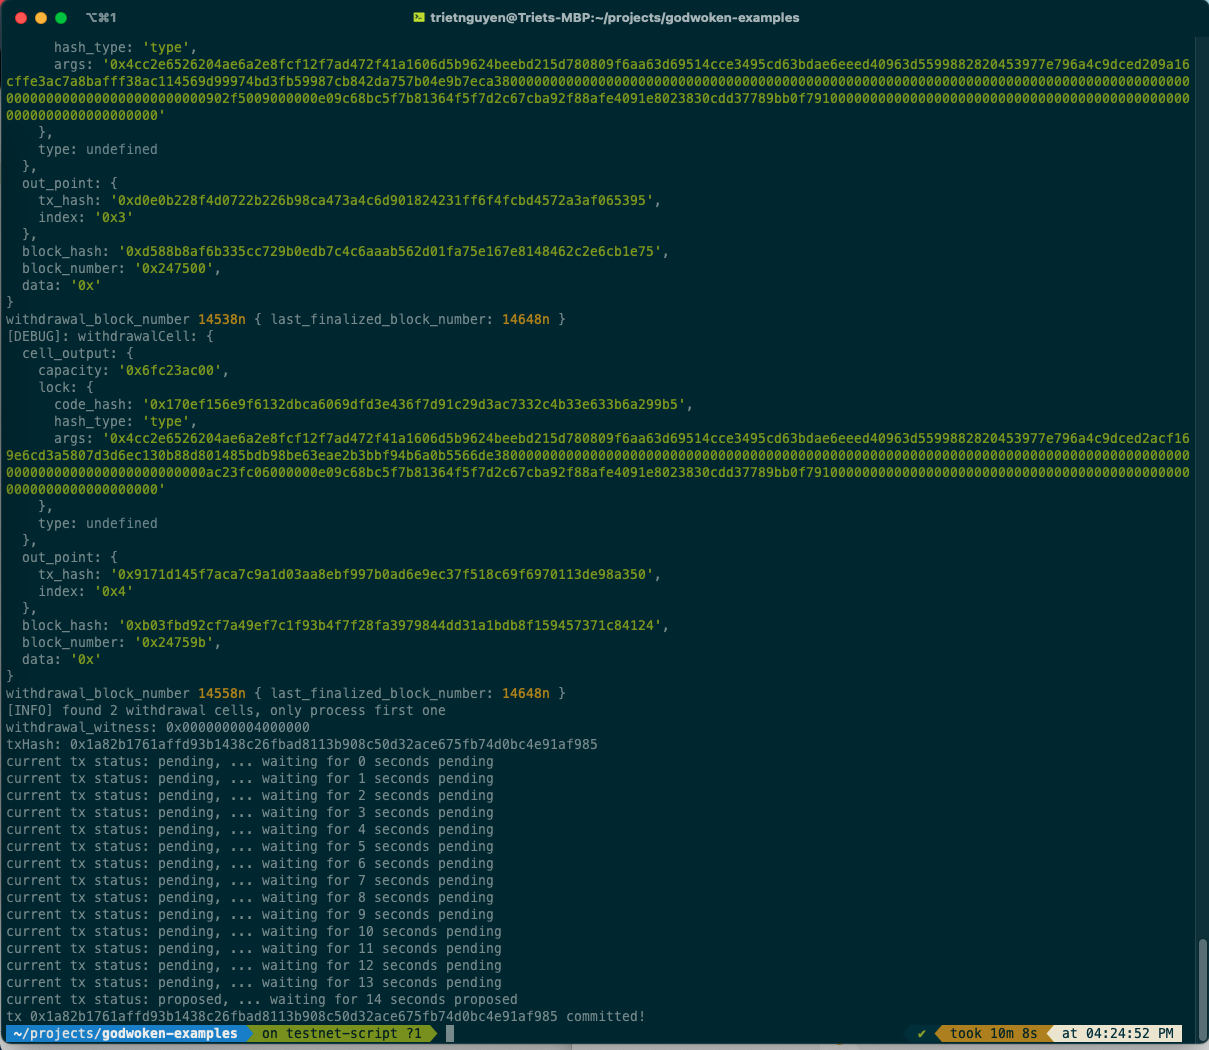 ⌥⌘1
trietnguyen@Triets-MBP:~/projects/godwoken-examples
hash_type: 'type',
args: '0x4cc2e6526204ae6a2e8fcf12f7ad472f41a1606d5b9624beebd215d780809f6aa63d69514cce3495cd63bdae6eeed40963d5599882820453977e796a4c9dced209a16
},
type: undefined
},
out_point: {
tx_hash: '0xd0e0b228f4d0722b226b98ca473a4c6d901824231ff6f4fcbd4572a3af065395',
index: '0x3'
},
block_hash: '0xd588b8af6b335cc729b0edb7c4c6aaab562d01fa75e167e8148462c2e6cb1e75',
block_number: '0x247500',
data: '0x'
}
withdrawal_block_number 14538n { last_finalized_block_number: 14648n }
[DEBUG]: withdrawalCell: {
cell_output: {
capacity: '0x6fc23ac00',
lock: {
code_hash: '0x170ef156e9f6132dbca6069dfd3e436f7d91c29d3ac7332c4b33e633b6a299b5',
hash_type: 'type',
args: '0x4cc2e6526204ae6a2e8fcf12f7ad472f41a1606d5b9624beebd215d780809f6aa63d69514cce3495cd63bdae6eeed40963d5599882820453977e796a4c9dced2acf16
},
type: undefined
},
out_point: {
tx_hash: '0x9171d145f7aca7c9a1d03aa8ebf997b0ad6e9ec37f518c69f6970113de98a350',
index: '0x4'
},
block_hash: '0xb03fbd92cf7a49ef7c1f93b4f7f28fa3979844dd31a1bdb8f159457371c84124',
block_number: '0x24759b',
data: '0x'
}
withdrawal_block_number 14558n { last_finalized_block_number: 14648n }
[INFO] found 2 withdrawal cells, only process first one
withdrawal_witness: 0x0000000004000000
txHash: 0x1a82b1761affd93b1438c26fbad8113b908c50d32ace675fb74d0bc4e91af985
current tx status: pending, ... waiting for 0 seconds pending
current tx status: pending, ... waiting for 1 seconds pending
current tx status: pending, ... waiting for 2 seconds pending
current tx status: pending, ... waiting for 3 seconds pending
current tx status: pending, ... waiting for 4 seconds pending
current tx status: pending, ... waiting for 5 seconds pending
current tx status: pending, ... waiting for 6 seconds pending
current tx status: pending, ... waiting for 7 seconds pending
current tx status: pending, ... waiting for 8 seconds pending
current tx status: pending, ... waiting for 9 seconds pending
current tx status: pending, ... waiting for 10 seconds pending
current tx status: pending, ... waiting for 11 seconds pending
current tx status: pending, ... waiting for 12 seconds pending
current tx status: pending, ... waiting for 13 seconds pending
current tx status: proposed, ... waiting for 14 seconds proposed
tx 0x1a82b1761affd93b1438c26fbad8113b908c50d32ace675fb74d0bc4e91af985 committed!
~/projects/godwoken-examples on testnet-script ?1 ✔ took 10m 8s at 04:24:52 PM